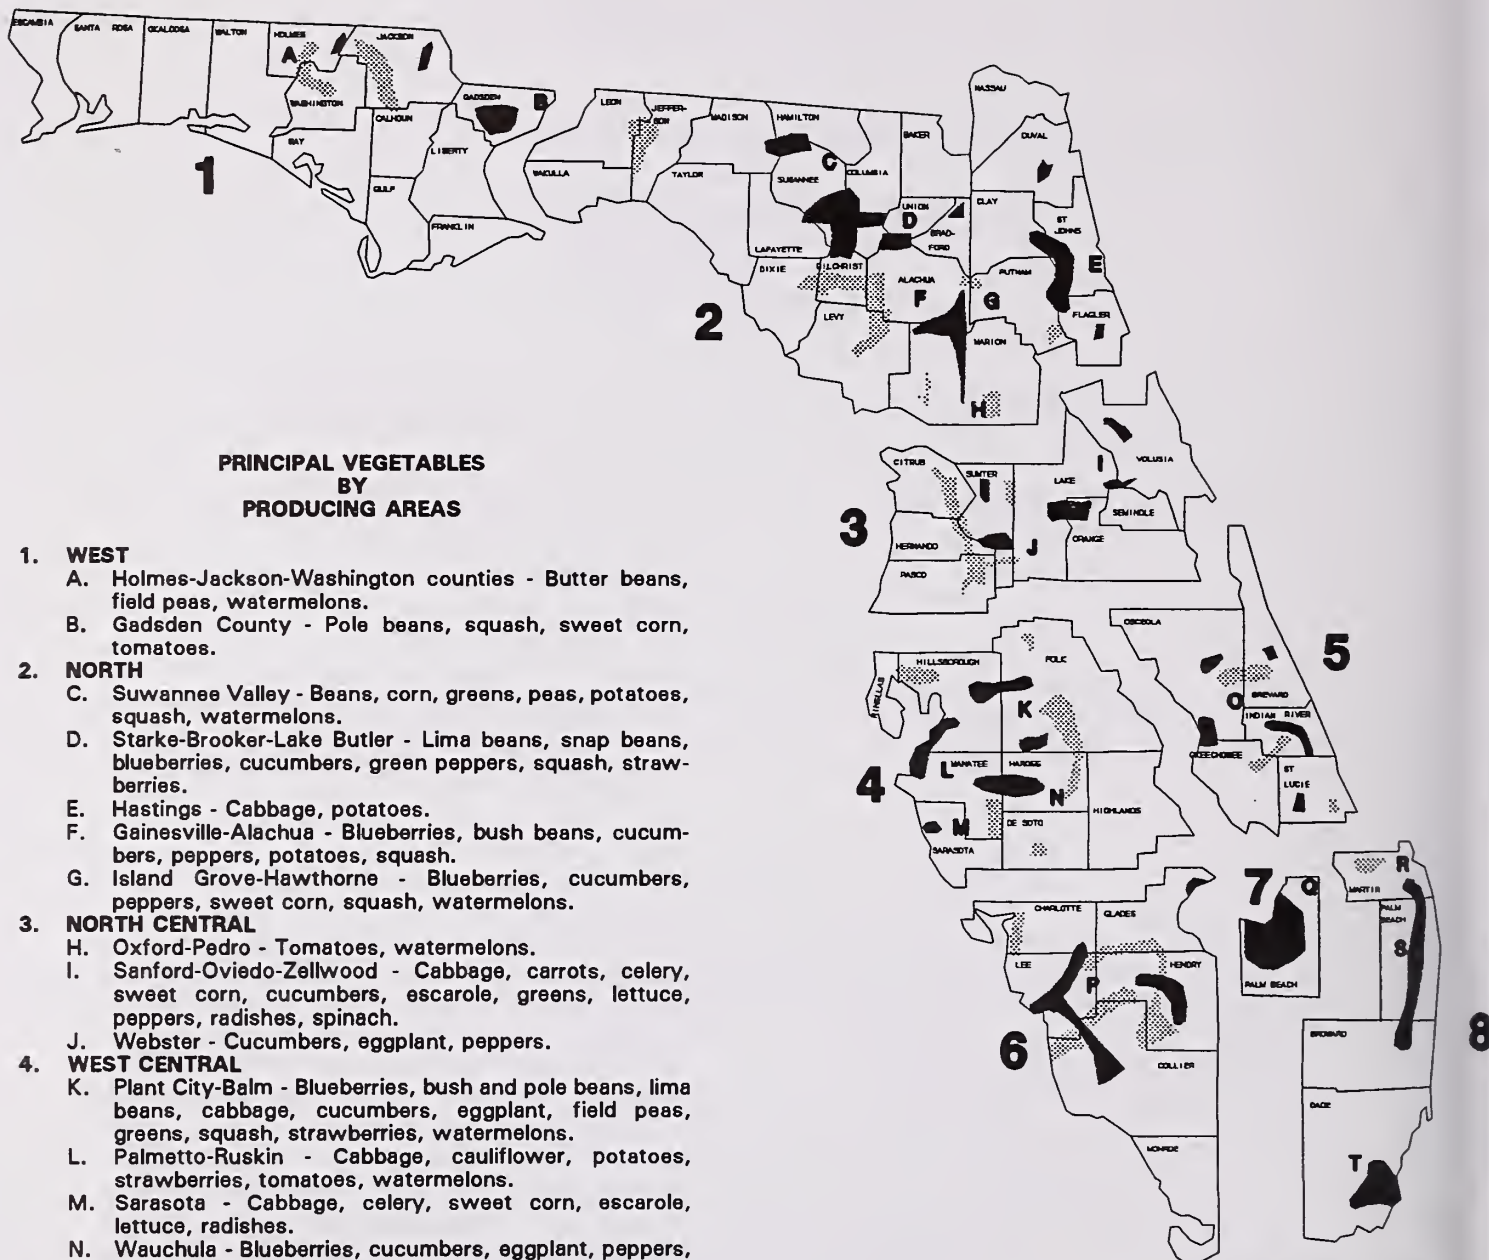 ESCAMBIA
SANTA ROSA
OKALOOSA
WALTON
HOLMES
JACKSON
A
WASHINGTON
GADSDEN
B
CALHOUN
BAY
LIBERTY
GULF
FRANKLIN
1
LEON
JEFFER-
SON
MADISON
HAMILTON
WAKULLA
TAYLOR
SUWANNEE
C
COLUMBIA
BAKER
NASSAU
DUVAL
UNION
D
BRAD-
FORD
CLAY
ST
JOHNS
LAFAYETTE
DIXIE
GILCHRIST
ALACHUA
F
PUTNAM
G
E
FLAGLER
LEVY
MARION
H
2
PRINCIPAL VEGETABLES
BY
PRODUCING AREAS
1. WEST
A. Holmes-Jackson-Washington counties - Butter beans,
field peas, watermelons.
B. Gadsden County - Pole beans, squash, sweet corn,
tomatoes.
2. NORTH
C. Suwannee Valley - Beans, corn, greens, peas, potatoes,
squash, watermelons.
D. Starke-Brooker-Lake Butler - Lima beans, snap beans,
blueberries, cucumbers, green peppers, squash, straw-
berries.
E. Hastings - Cabbage, potatoes.
F. Gainesville-Alachua - Blueberries, bush beans, cucum-
bers, peppers, potatoes, squash.
G. Island Grove-Hawthorne - Blueberries, cucumbers,
peppers, sweet corn, squash, watermelons.
3. NORTH CENTRAL
H. Oxford-Pedro - Tomatoes, watermelons.
I. Sanford-Oviedo-Zellwood - Cabbage, carrots, celery,
sweet corn, cucumbers, escarole, greens, lettuce,
peppers, radishes, spinach.
J. Webster - Cucumbers, eggplant, peppers.
4. WEST CENTRAL
K. Plant City-Balm - Blueberries, bush and pole beans, lima
beans, cabbage, cucumbers, eggplant, field peas,
greens, squash, strawberries, watermelons.
L. Palmetto-Ruskin - Cabbage, cauliflower, potatoes,
strawberries, tomatoes, watermelons.
M. Sarasota - Cabbage, celery, sweet corn, escarole,
lettuce, radishes.
N. Wauchula - Blueberries, cucumbers, eggplant, peppers,
CITRUS
SUMTER
LAKE
I
VOLUSIA
SEMINOLE
ORANGE
HERNANDO
J
PASCO
3
OSCEOLA
BREVARD
O
INDIAN RIVER
OKEECHOBEE
ST
LUCIE
5
HILLSBOROUGH
POLK
PINELLAS
K
L
MANATEE
HARDEE
N
HIGHLANDS
M
DE SOTO
SARASOTA
4
CHARLOTTE
GLADES
LEE
HENDRY
P
COLLIER
MONROE
6
7
Q
PALM BEACH
R
MARTIN
PALM
BEACH
S
BROWARD
DADE
T
8